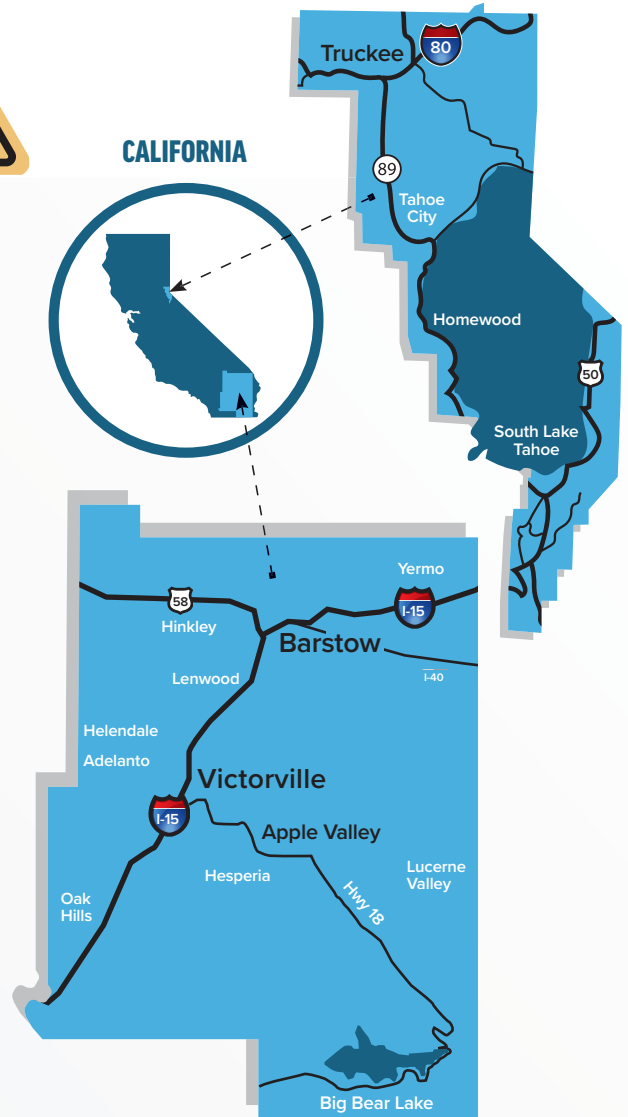 80
Truckee
CALIFORNIA
89
Tahoe
City
Homewood
50
South Lake
Tahoe
Yermo
58
I-15
Hinkley
Barstow
Lenwood
I-40
Helendale
Adelanto
Victorville
I-15
Apple Valley
Hesperia
Lucerne
Valley
Hwy 18
Oak
Hills
Big Bear Lake